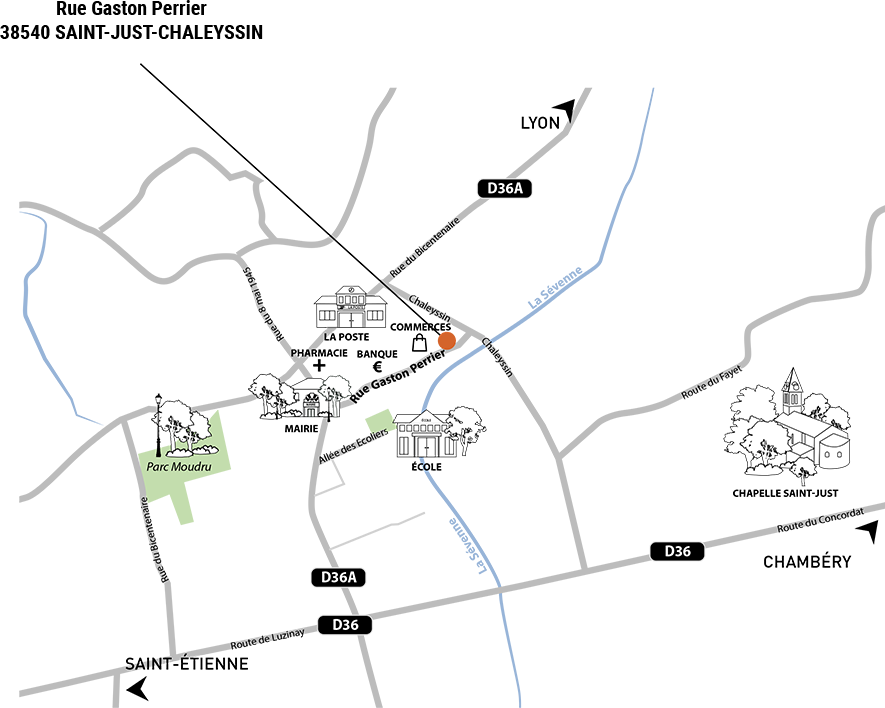 Rue Gaston Perrier
38540 SAINT-JUST-CHALEYSSIN
LYON
D36A
Rue du Bicentenaire
La Sévenne
Rue du 8 mai 1945
Chaleyssin
LA POSTE
LA POSTE
COMMERCES
PHARMACIE
BANQUE
€
Rue Gaston Perrier
Chaleyssin
Route du Fayet
MAIRIE
Allée des Ecoliers
ÉCOLE
Parc Moudru
CHAPELLE SAINT-JUST
Rue du Bicentenaire
La Sévenne
Route du Concordat
D36
CHAMBÉRY
D36A
D36
Route de Luzinay
SAINT-ÉTIENNE